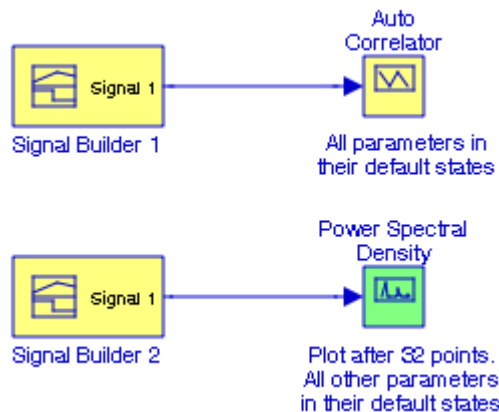 Auto
Correlator
Signal 1
Signal Builder 1
All parameters in
their default states
Power Spectral
Density
Signal 1
Signal Builder 2
Plot after 32 points.
All other parameters
in their default states